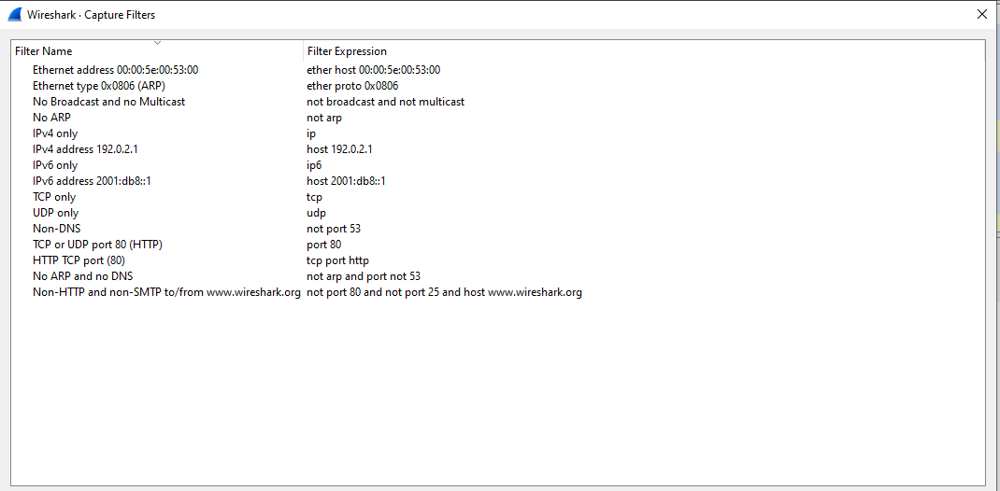 Wireshark · Capture Filters
Filter Name Filter Expression
Ethernet address 00:00:5e:00:53:00 ether host 00:00:5e:00:53:00
Ethernet type 0x0806 (ARP) ether proto 0x0806
No Broadcast and no Multicast not broadcast and not multicast
No ARP not arp
IPv4 only ip
IPv4 address 192.0.2.1 host 192.0.2.1
IPv6 only ip6
IPv6 address 2001:db8::1 host 2001:db8::1
TCP only tcp
UDP only udp
Non-DNS not port 53
TCP or UDP port 80 (HTTP) port 80
HTTP TCP port (80) tcp port http
No ARP and no DNS not arp and port not 53
Non-HTTP and non-SMTP to/from www.wireshark.org not port 80 and not port 25 and host www.wireshark.org